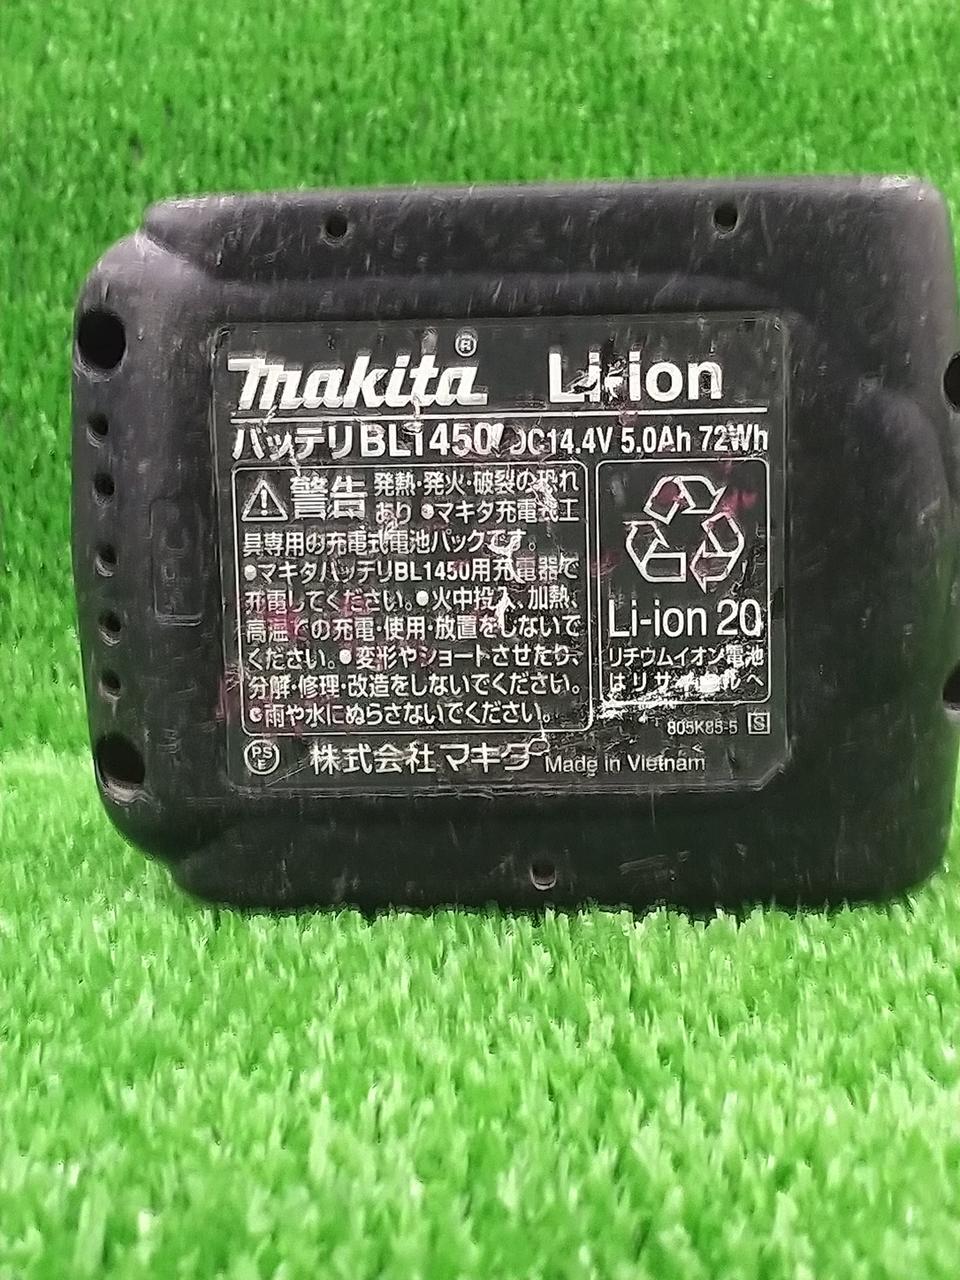 makita® Li-ion
バッテリBL1450 DC14.4V 5.0Ah 72Wh
警告 発熱・発火・破裂の恐れ
あり ●マキタ充電式工
具専用の充電式電池パックです。
●マキタバッテリBL1450用充電器で
充電してください。●火中投入、加熱、
高温での充電・使用・放置をしないで
ください。●変形やショートさせたり、
分解・修理・改造をしないでください。
●雨や水にぬらさないでください。
Li-ion 20
リチウムイオン電池
はリサイクルへ
805K85-5 S
PSE 株式会社マキタ Made in Vietnam